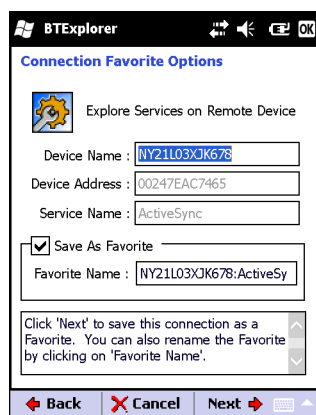 BTExplorer
OK
Connection Favorite Options
Explore Services on Remote Device
Device Name : NY21L03XJK678
Device Address : 00247EAC7465
Service Name : ActiveSync
Save As Favorite
Favorite Name : NY21L03XJK678:ActiveSy
Click 'Next' to save this connection as a
Favorite. You can also rename the Favorite
by clicking on 'Favorite Name'.
Back Cancel Next